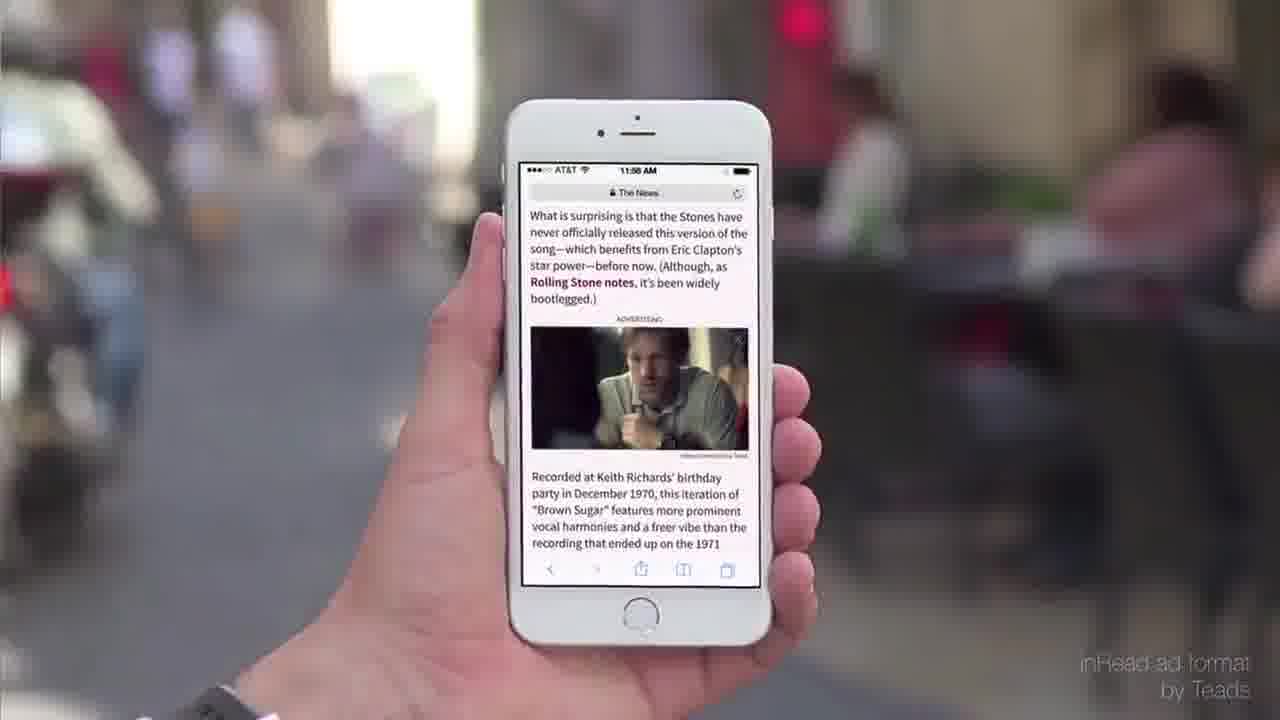 AT&T
11:58 AM
The News
What is surprising is that the Stones have
never officially released this version of the
song—which benefits from Eric Clapton's
star power—before now. (Although, as
Rolling Stone notes, it's been widely
bootlegged.)
ADVERTISING
Recorded at Keith Richards' birthday
party in December 1970, this iteration of
"Brown Sugar" features more prominent
vocal harmonies and a freer vibe than the
recording that ended up on the 1971
inRead ad format
by Teads